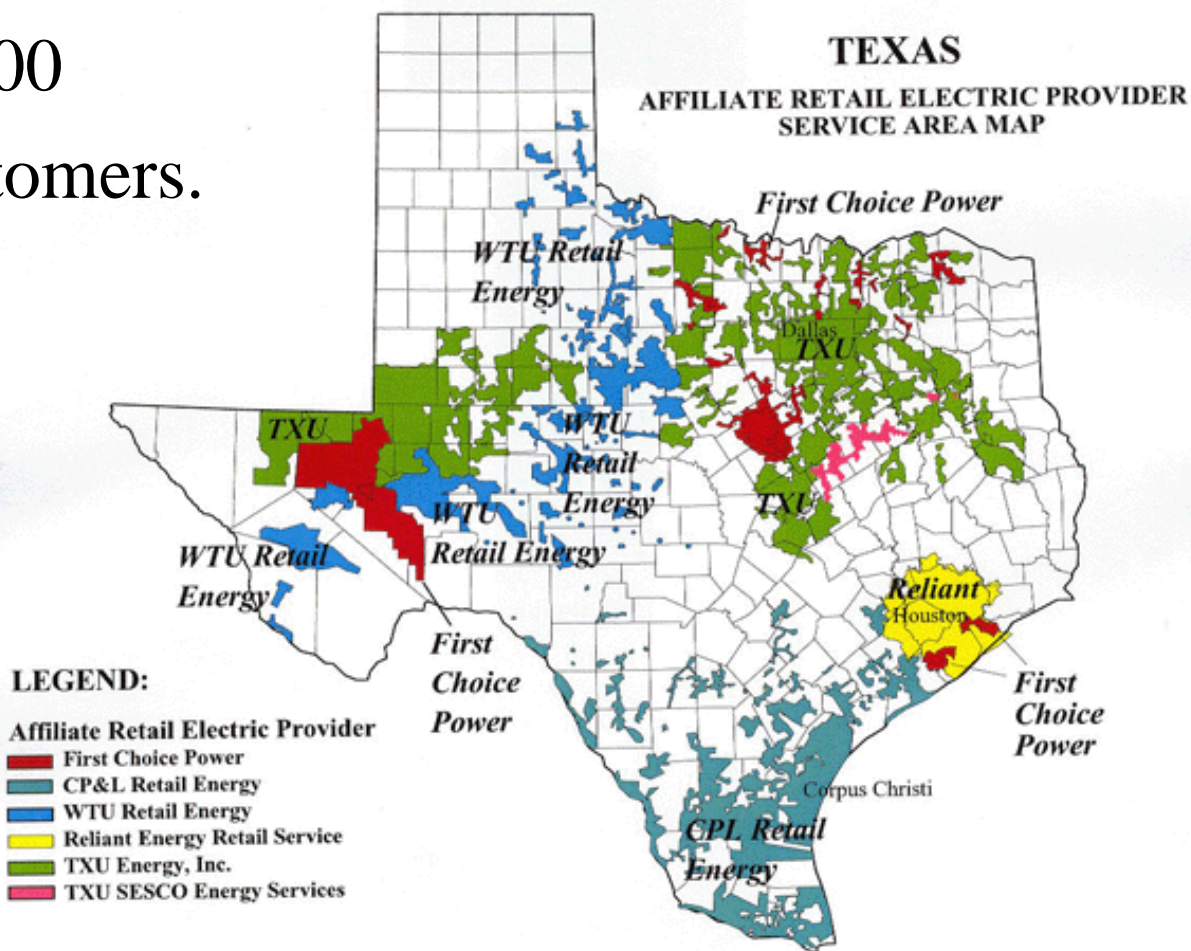 00
tomers.
TEXAS
AFFILIATE RETAIL ELECTRIC PROVIDER
SERVICE AREA MAP
First Choice Power
WTU Retail
Energy
Dallas
TXU
TXU
WTU
Retail
Energy
TXU
WTU
Retail Energy
WTU Retail
Energy
Reliant
Houston
First
Choice
Power
First
Choice
Power
Corpus Christi
CPL Retail
Energy
LEGEND:
Affiliate Retail Electric Provider
First Choice Power
CP&L Retail Energy
WTU Retail Energy
Reliant Energy Retail Service
TXU Energy, Inc.
TXU SESCO Energy Services